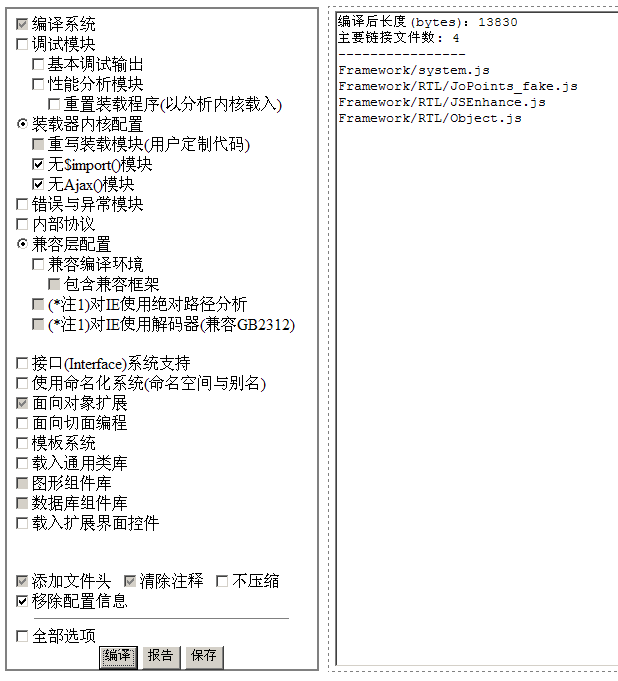 编译系统
调试模块
基本调试输出
性能分析模块
重置装载程序(以分析内核载入)
装载器内核配置
重写装载模块(用户定制代码)
无$import()模块
无Ajax()模块
错误与异常模块
内部协议
兼容层配置
兼容编译环境
包含兼容框架
(*注1)对IE使用绝对路径分析
(*注1)对IE使用解码器(兼容GB2312)
接口(Interface)系统支持
使用命名化系统(命名空间与别名)
面向对象扩展
面向切面编程
模板系统
载入通用类库
图形组件库
数据库组件库
载入扩展界面控件
添加文件头 清除注释 不压缩
移除配置信息
全部选项
编译 报告 保存
编译后长度(bytes): 13830
主要链接文件数: 4
----------------
Framework/system.js
Framework/RTL/JoPoints_fake.js
Framework/RTL/JSEnhance.js
Framework/RTL/Object.js